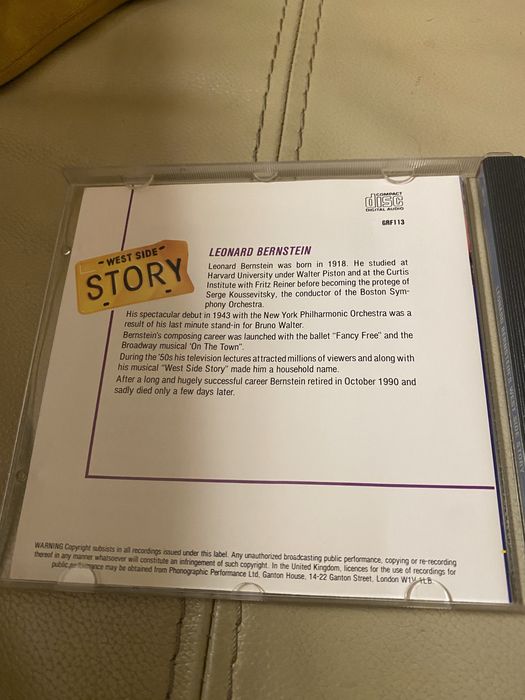 COMPACT
disc
DIGITAL AUDIO
GRF113
- WEST SIDE -
STORY
LEONARD BERNSTEIN
Leonard Bernstein was born in 1918. He studied at
Harvard University under Walter Piston and at the Curtis
Institute with Fritz Reiner before becoming the protege of
Serge Koussevitsky, the conductor of the Boston Sym-
phony Orchestra.
His spectacular debut in 1943 with the New York Philharmonic Orchestra was a
result of his last minute stand-in for Bruno Walter.
Bernstein's composing career was launched with the ballet "Fancy Free" and the
Broadway musical 'On The Town".
During the '50s his television lectures attracted millions of viewers and along with
his musical "West Side Story" made him a household name.
After a long and hugely successful career Bernstein retired in October 1990 and
sadly died only a few days later.
WARNING Copyright subsists in all recordings issued under this label. Any unauthorized broadcasting public performance, copying or re-recording
thereof in any manner whatsoever will constitute an infringement of such copyright. In the United Kingdom, licences for the use of recordings for
public performance may be obtained from Phonographic Performance Ltd, Ganton House, 14-22 Ganton Street, London W1V 1LB